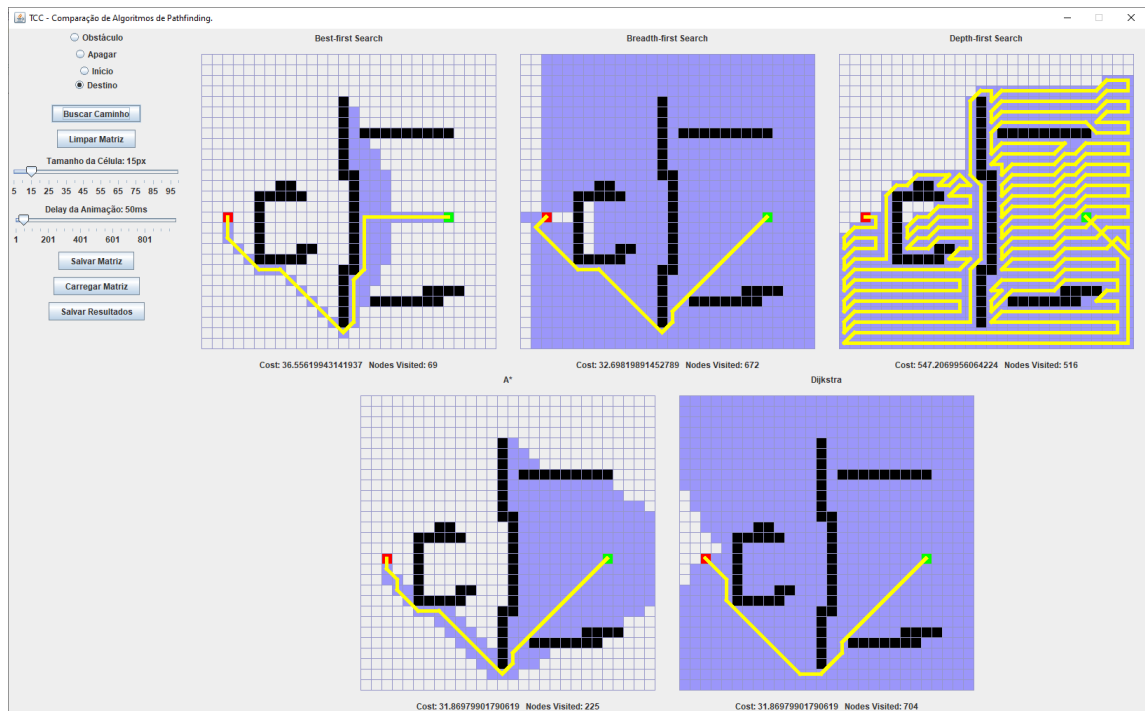 TCC - Comparação de Algoritmos de Pathfinding.
Obstáculo
Apagar
Início
Destino
Buscar Caminho
Limpar Matriz
Tamanho da Célula: 15px
5 15 25 35 45 55 65 75 85 95
Delay da Animação: 50ms
1 201 401 601 801
Salvar Matriz
Carregar Matriz
Salvar Resultados
Best-first Search
Cost: 36.55619943141937 Nodes Visited: 69
Breadth-first Search
Cost: 32.69819891452789 Nodes Visited: 672
Depth-first Search
Cost: 547.2069956064224 Nodes Visited: 516
A*
Cost: 31.86979901790619 Nodes Visited: 225
Dijkstra
Cost: 31.86979901790619 Nodes Visited: 704